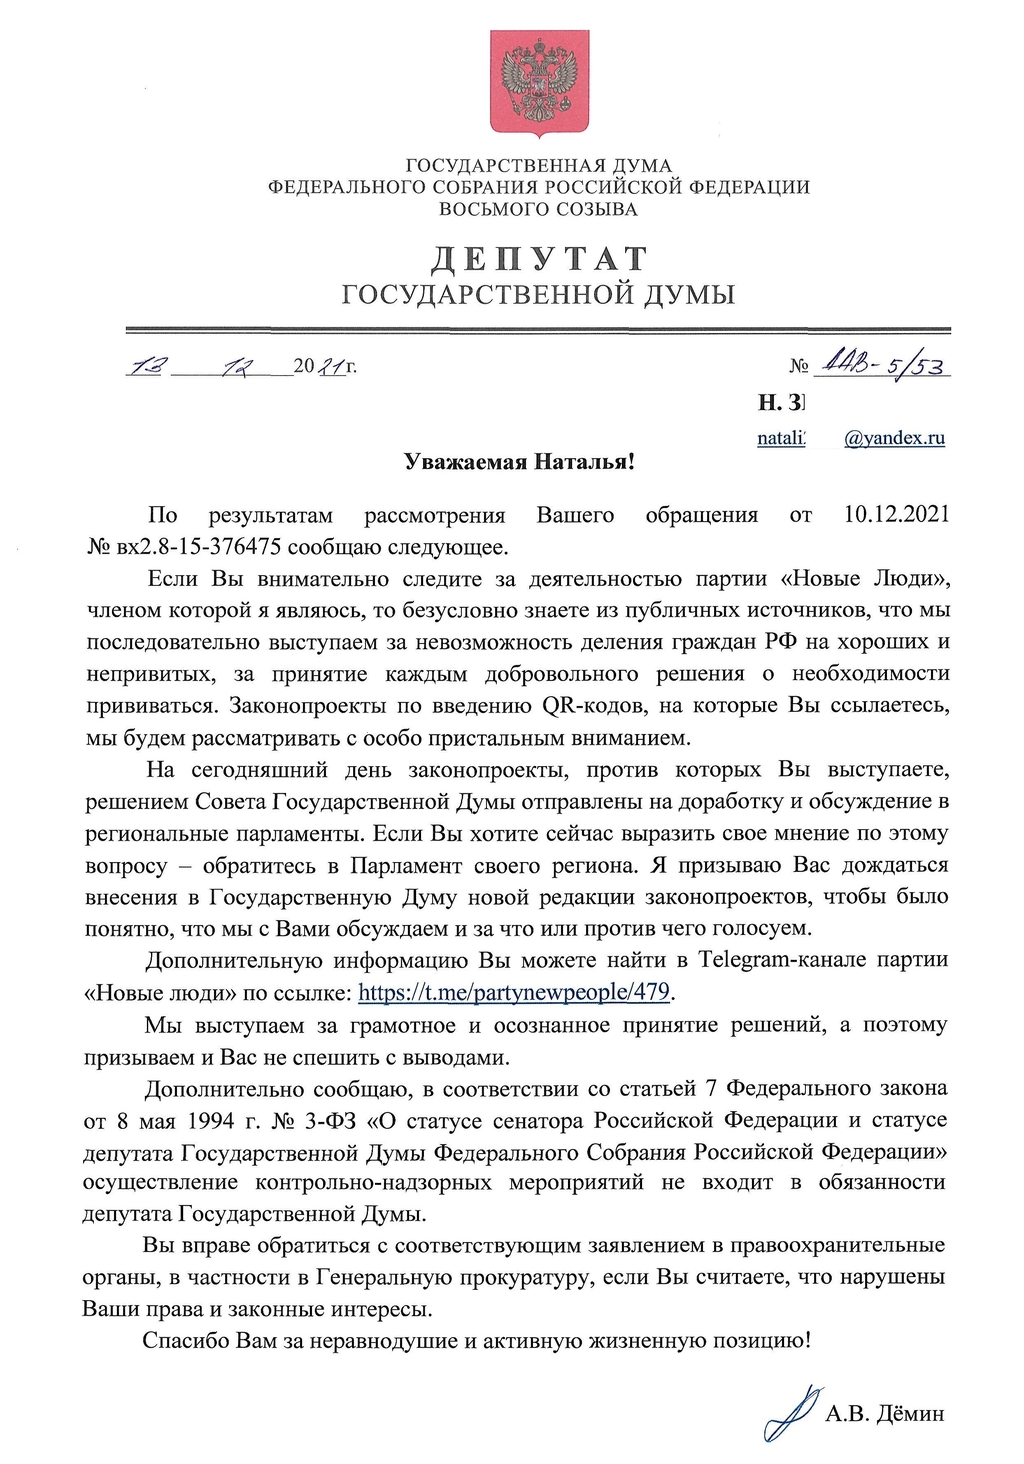 ГОСУДАРСТВЕННАЯ ДУМА
ФЕДЕРАЛЬНОГО СОБРАНИЯ РОССИЙСКОЙ ФЕДЕРАЦИИ
ВОСЬМОГО СОЗЫВА
ДЕПУТАТ
ГОСУДАРСТВЕННОЙ ДУМЫ
13 12 2021г. № ДАВ-5/53
Н. З
natali @yandex.ru
Уважаемая Наталья!
По результатам рассмотрения Вашего обращения от 10.12.2021
№ вх2.8-15-376475 сообщаю следующее.
Если Вы внимательно следите за деятельностью партии «Новые Люди»,
членом которой я являюсь, то безусловно знаете из публичных источников, что мы
последовательно выступаем за невозможность деления граждан РФ на хороших и
непривитых, за принятие каждым добровольного решения о необходимости
прививаться. Законопроекты по введению QR-кодов, на которые Вы ссылаетесь,
мы будем рассматривать с особо пристальным вниманием.
На сегодняшний день законопроекты, против которых Вы выступаете,
решением Совета Государственной Думы отправлены на доработку и обсуждение в
региональные парламенты. Если Вы хотите сейчас выразить свое мнение по этому
вопросу – обратитесь в Парламент своего региона. Я призываю Вас дождаться
внесения в Государственную Думу новой редакции законопроектов, чтобы было
понятно, что мы с Вами обсуждаем и за что или против чего голосуем.
Дополнительную информацию Вы можете найти в Telegram-канале партии
«Новые люди» по ссылке: https://t.me/partynewpeople/479.
Мы выступаем за грамотное и осознанное принятие решений, а поэтому
призываем и Вас не спешить с выводами.
Дополнительно сообщаю, в соответствии со статьей 7 Федерального закона
от 8 мая 1994 г. № 3-ФЗ «О статусе сенатора Российской Федерации и статусе
депутата Государственной Думы Федерального Собрания Российской Федерации»
осуществление контрольно-надзорных мероприятий не входит в обязанности
депутата Государственной Думы.
Вы вправе обратиться с соответствующим заявлением в правоохранительные
органы, в частности в Генеральную прокуратуру, если Вы считаете, что нарушены
Ваши права и законные интересы.
Спасибо Вам за неравнодушие и активную жизненную позицию!
А.В. Дёмин